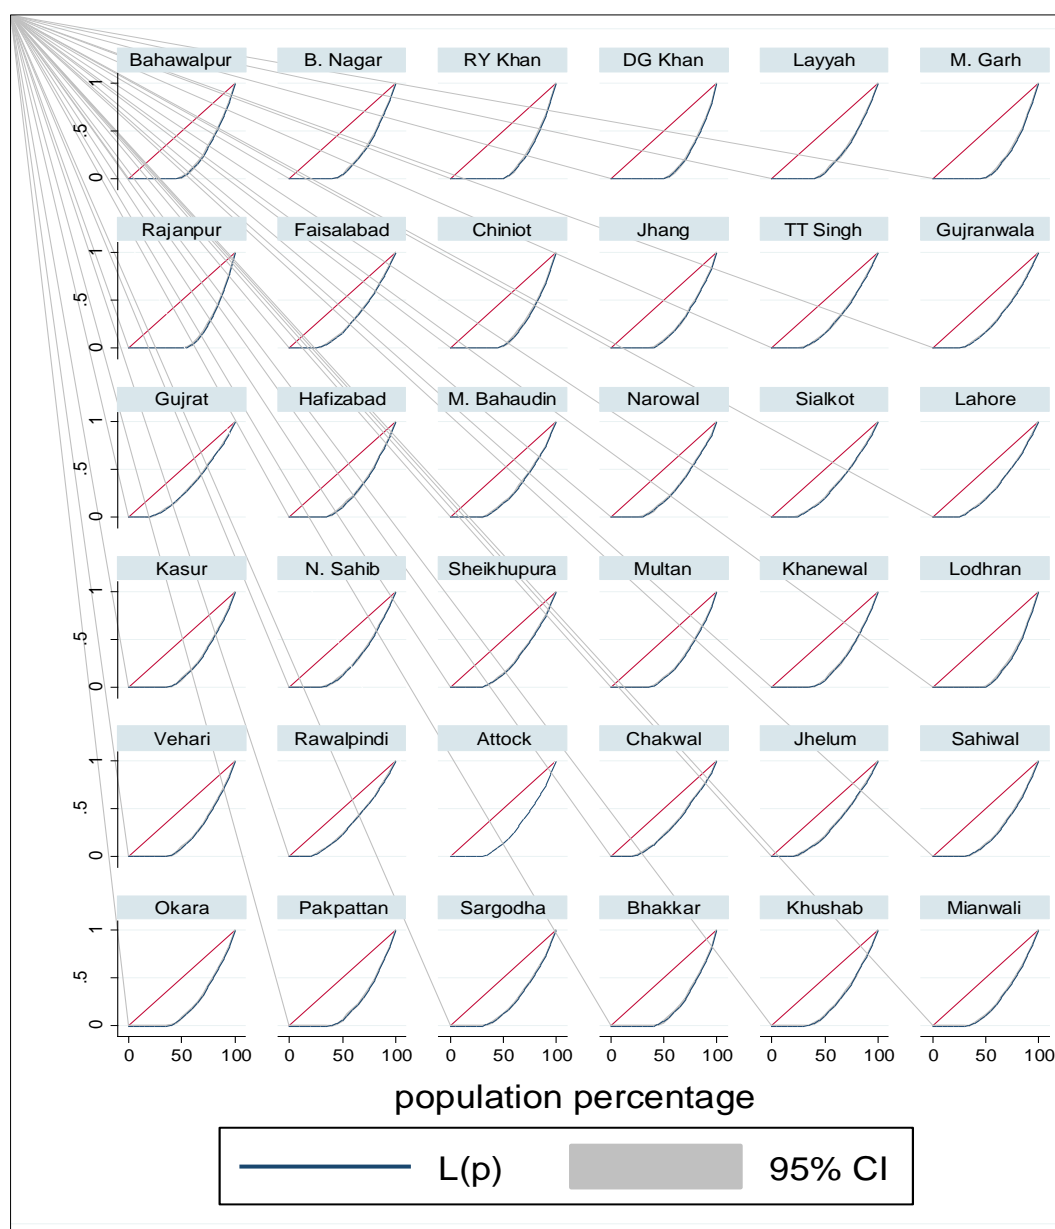 Bahawalpur B. Nagar RY Khan DG Khan Layyah M. Garh
1
.5
0
Rajanpur Faisalabad Chiniot Jhang TT Singh Gujranwala
1
.5
0
Gujrat Hafizabad M. Bahaudin Narowal Sialkot Lahore
1
.5
0
Kasur N. Sahib Sheikhupura Multan Khanewal Lodhran
1
.5
0
Vehari Rawalpindi Attock Chakwal Jhelum Sahiwal
1
.5
0
Okara Pakpattan Sargodha Bhakkar Khushab Mianwali
1
.5
0
0 50 100 0 50 100 0 50 100 0 50 100 0 50 100 0 50 100
population percentage
L(p) 95% CI